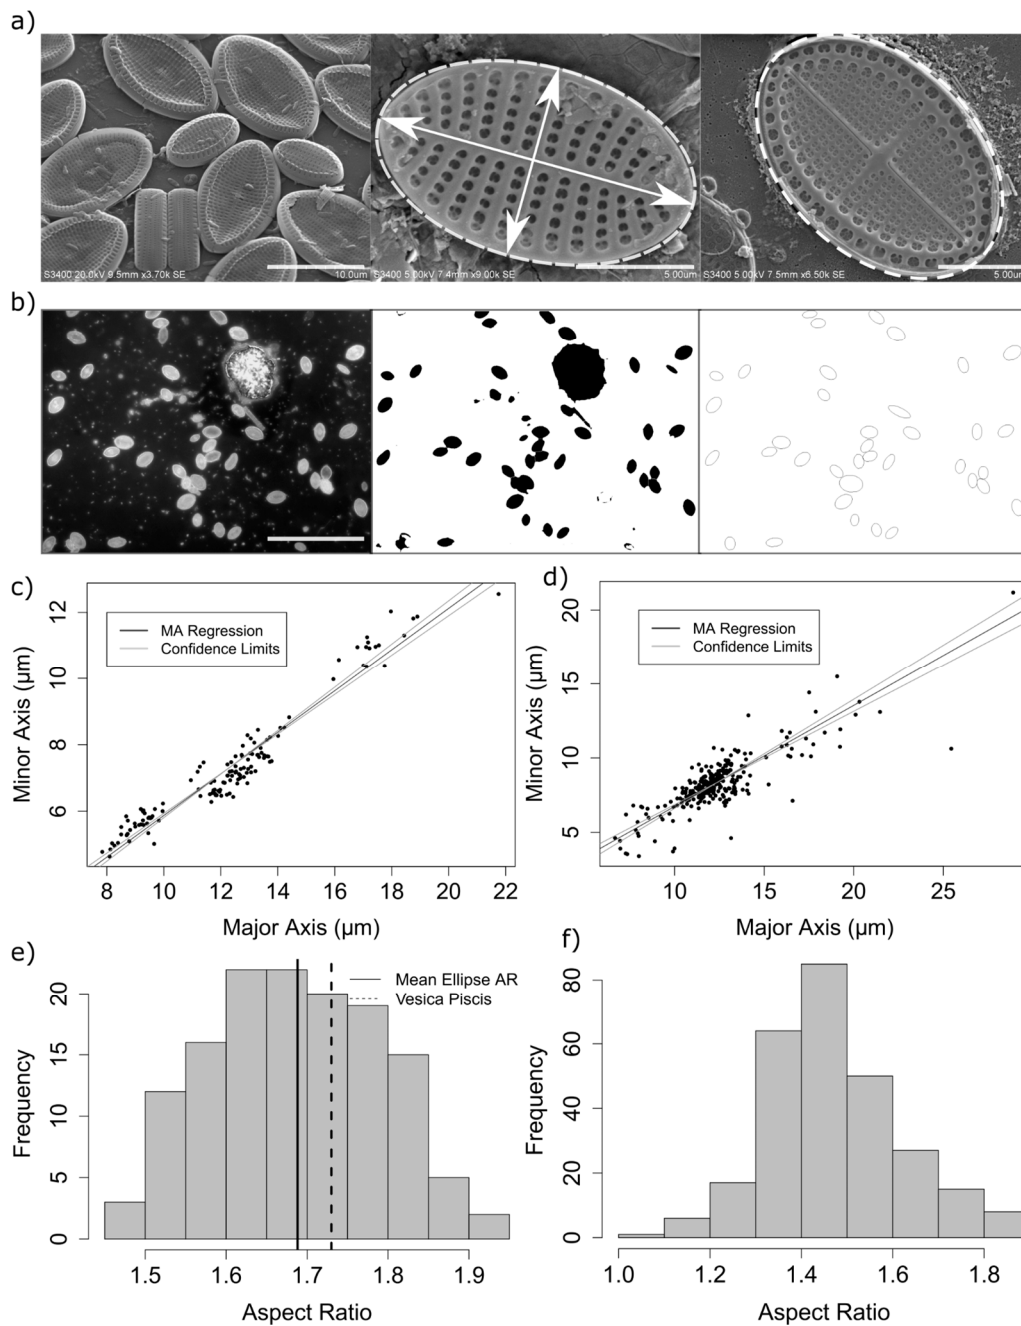 a)
S3400 20.0kV 9.5mm x3.70k SE
10.0um
S3400 5.00kV 7.4mm x9.00k SE
5.00um
S3400 5.00kV 7.5mm x6.50k SE
5.00um
b)
c)
MA Regression
Confidence Limits
12
10
8
6
Minor Axis (µm)
8 10 12 14 16 18 20 22
Major Axis (µm)
d)
MA Regression
Confidence Limits
20
15
10
5
Minor Axis (µm)
10 15 20 25
Major Axis (µm)
e)
Mean Ellipse AR
Vesica Piscis
20
15
10
5
0
Frequency
1.5 1.6 1.7 1.8 1.9
Aspect Ratio
f)
80
60
40
20
0
Frequency
1.0 1.2 1.4 1.6 1.8
Aspect Ratio